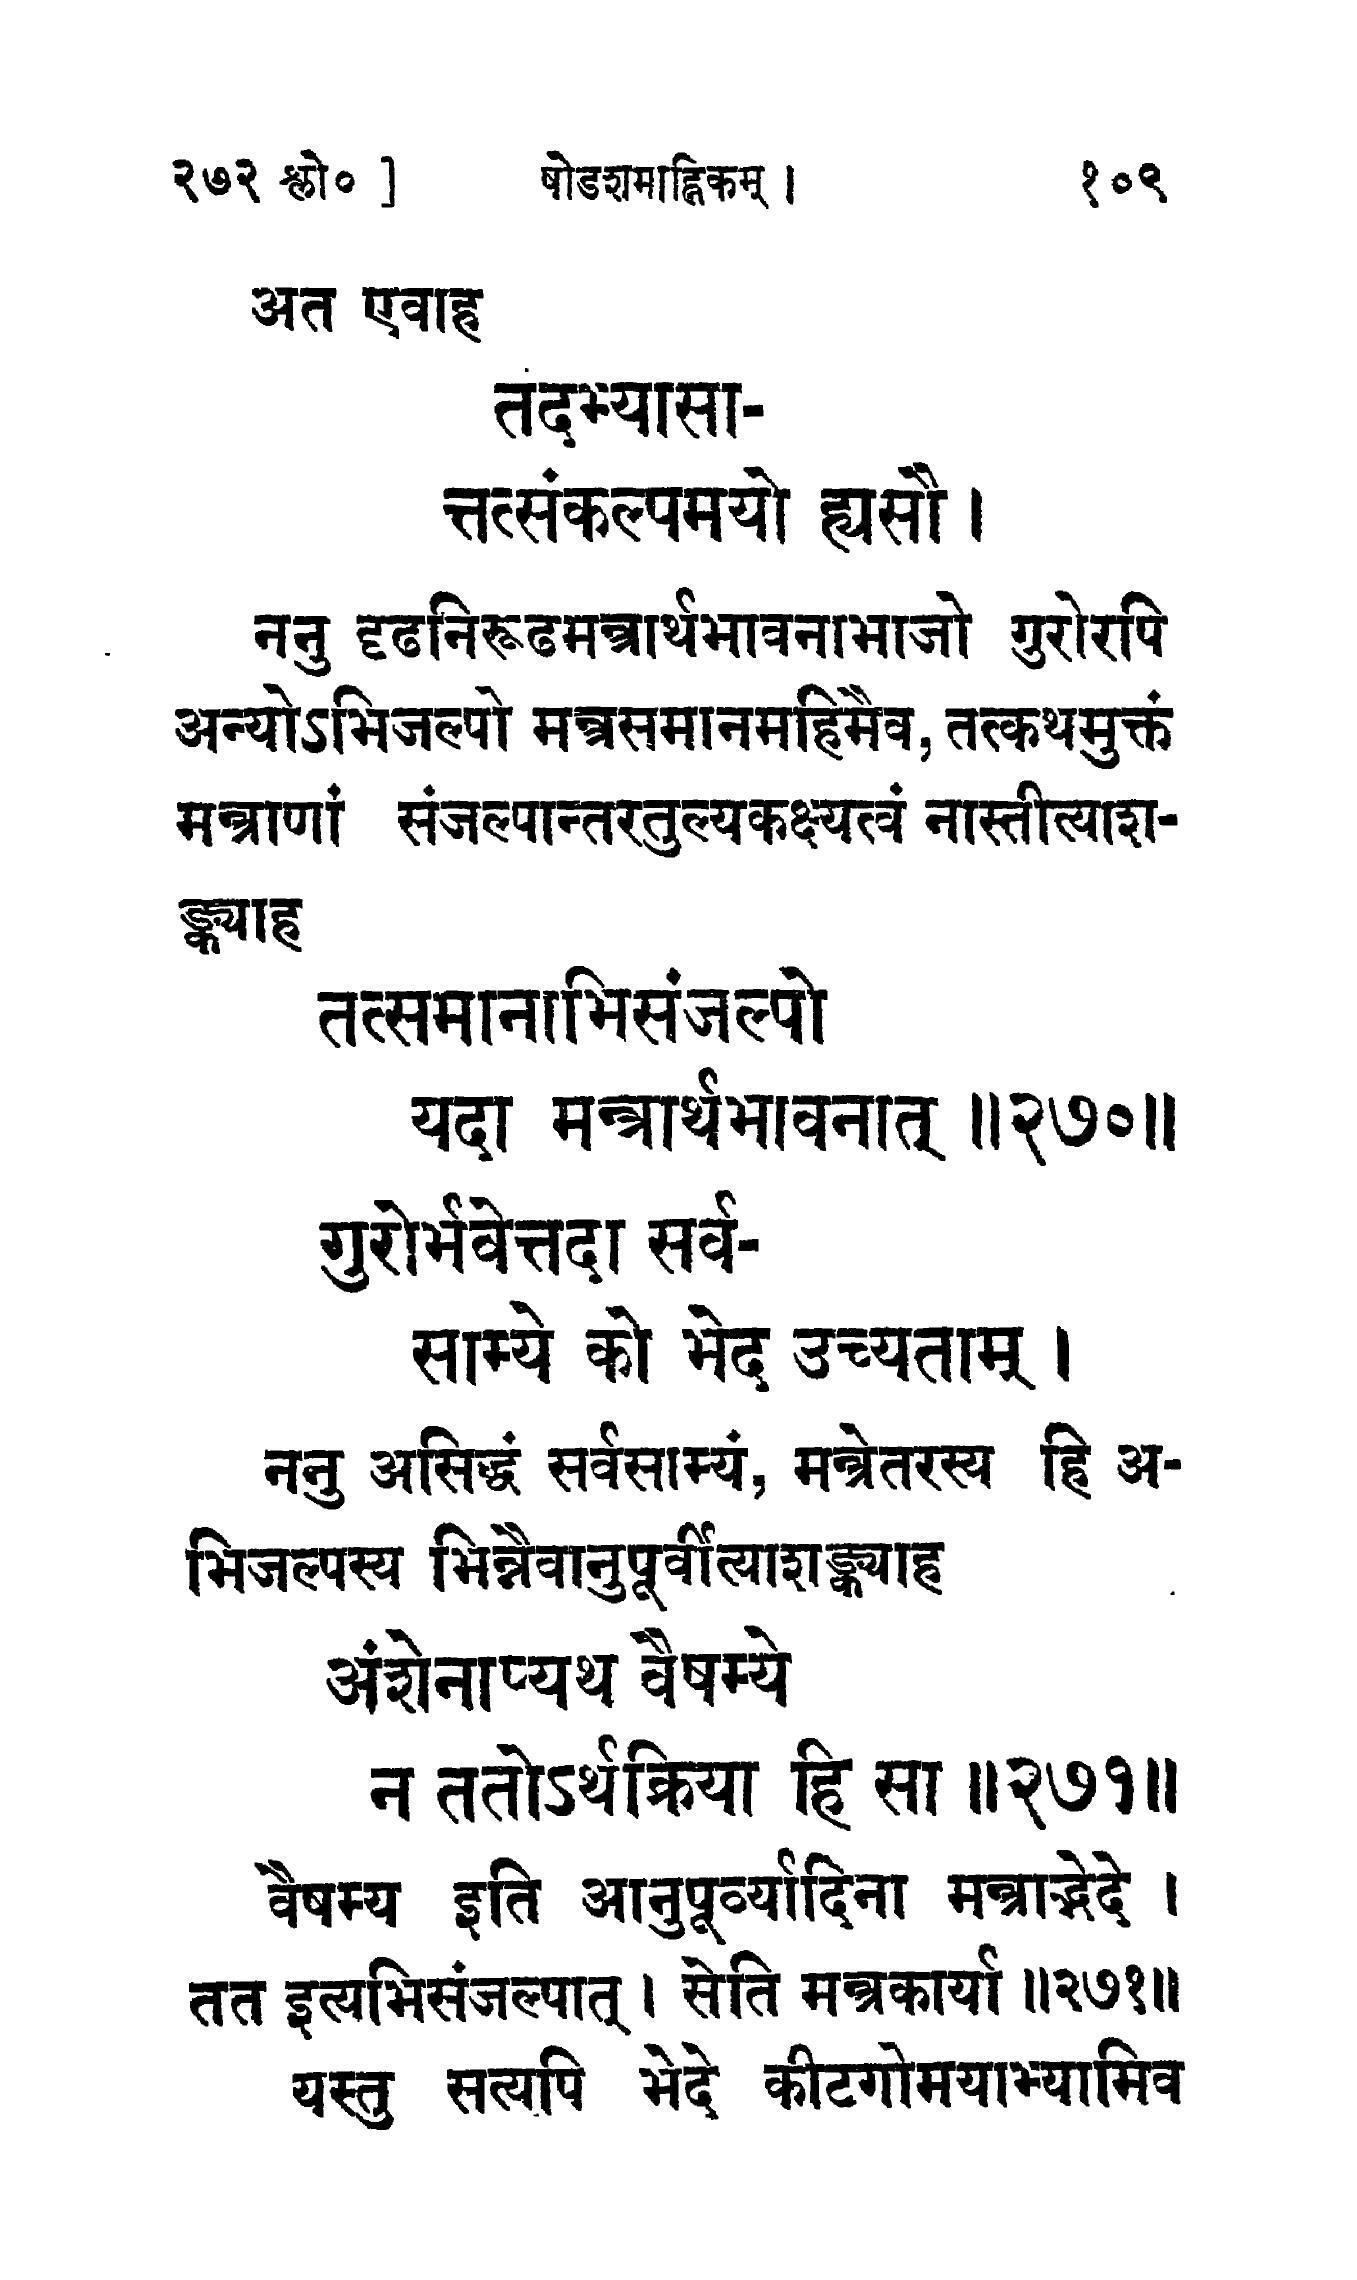 २७२ श्लो० ] षोडशमाह्निकम् । १०९
अत एवाह
तदभ्यासा-
त्तत्संकल्पमयो ह्यसौ ।
ननु दृढनिरूढमन्त्रार्थभावनाभाजो गुरोरपि
अन्योऽभिजल्पो मन्त्रसमानमहिमैव, तत्कथमुक्तं
मन्त्राणां संजल्पान्तरतुल्यकक्ष्यत्वं नास्तीत्याश-
ङ्क्याह
तत्समानाभिसंजल्पो
यदा मन्त्रार्थभावनात् ॥२७०॥
गुरोर्भवेत्तदा सर्व-
साम्ये को भेद उच्यताम् ।
ननु असिद्धं सर्वसाम्यं, मन्त्रेतरस्य हि अ-
भिजल्पस्य भिन्नैवानुपूर्वीत्याशङ्क्याह
अंशेनाप्यथ वैषम्ये
न ततोऽर्थक्रिया हि सा ॥२७१॥
वैषम्य इति आनुपूर्व्यादिना मन्त्राद्भेदे ।
तत इत्यभिसंजल्पात् । सेति मन्त्रकार्या ॥२७१॥
यस्तु सत्यपि भेदे कीटगोमयाभ्यामिव